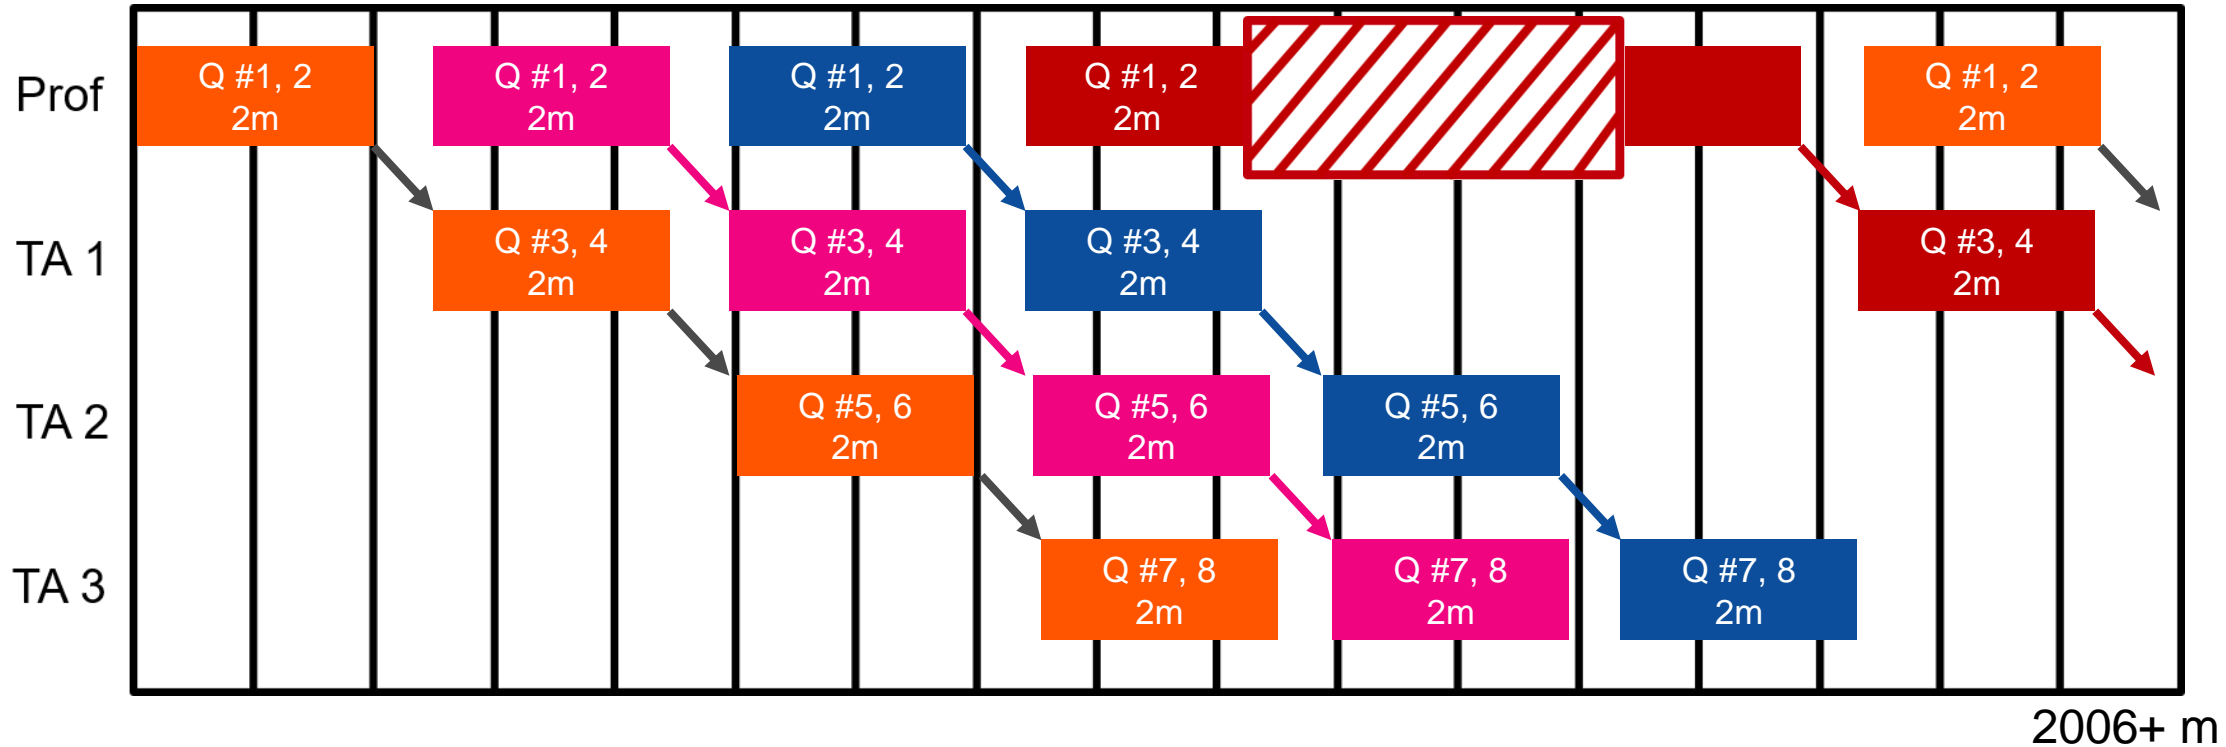 Prof
Q #1, 2
2m
Q #1, 2
2m
Q #1, 2
2m
Q #1, 2
2m
Q #1, 2
2m
TA 1
Q #3, 4
2m
Q #3, 4
2m
Q #3, 4
2m
Q #3, 4
2m
TA 2
Q #5, 6
2m
Q #5, 6
2m
Q #5, 6
2m
TA 3
Q #7, 8
2m
Q #7, 8
2m
Q #7, 8
2m
2006+ m